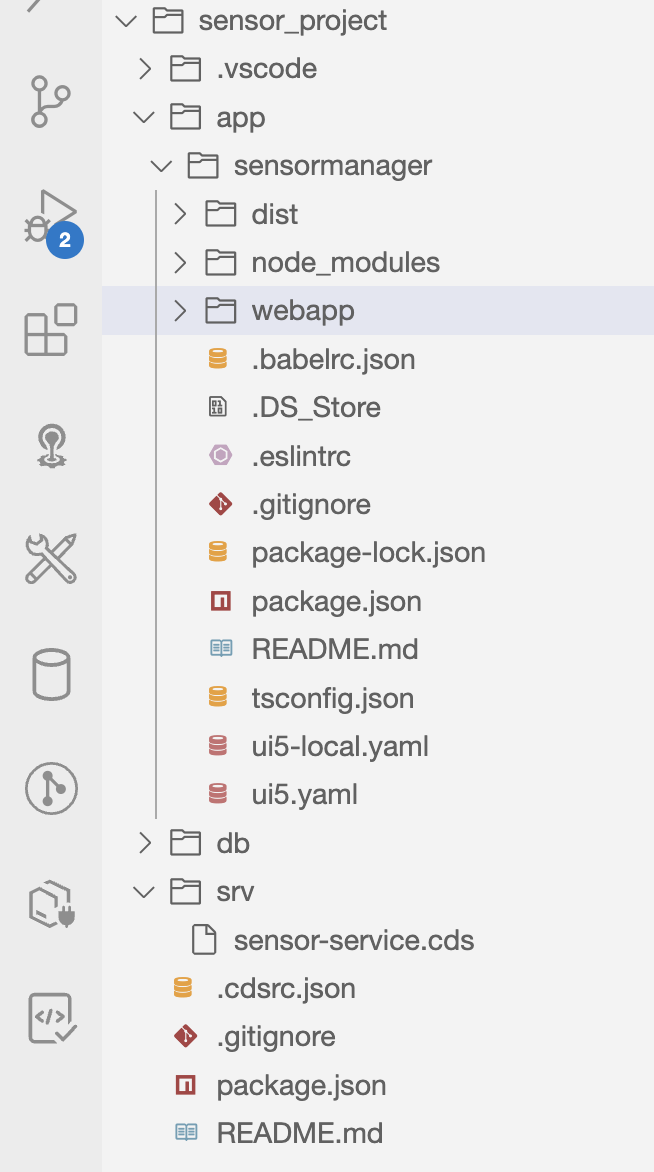 sensor_project
.vscode
app
sensormanager
dist
node_modules
2
webapp
.babelrc.json
.DS_Store
.eslintrc
.gitignore
package-lock.json
package.json
README.md
tsconfig.json
ui5-local.yaml
ui5.yaml
db
srv
sensor-service.cds
.cdsrc.json
.gitignore
package.json
README.md